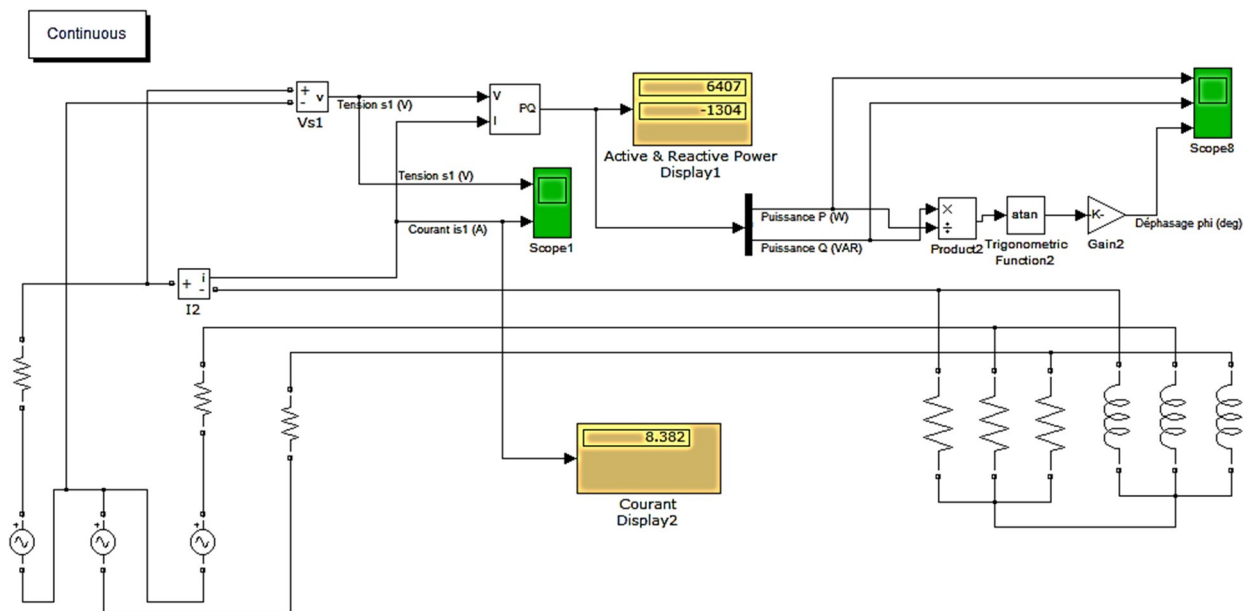 Continuous
+
-
v
Vs1
Tension s1 (V)
V
I
PQ
6407
-1304
Active & Reactive Power
Display1
Scope8
Tension s1 (V)
Courant is1 (A)
Scope1
Puissance P (W)
Puissance Q (VAR)
×
÷
Product2
atan
Trigonometric
Function2
-K-
Gain2
Déphasage phi (deg)
+
i
-
I2
8.382
Courant
Display2
+
+
+